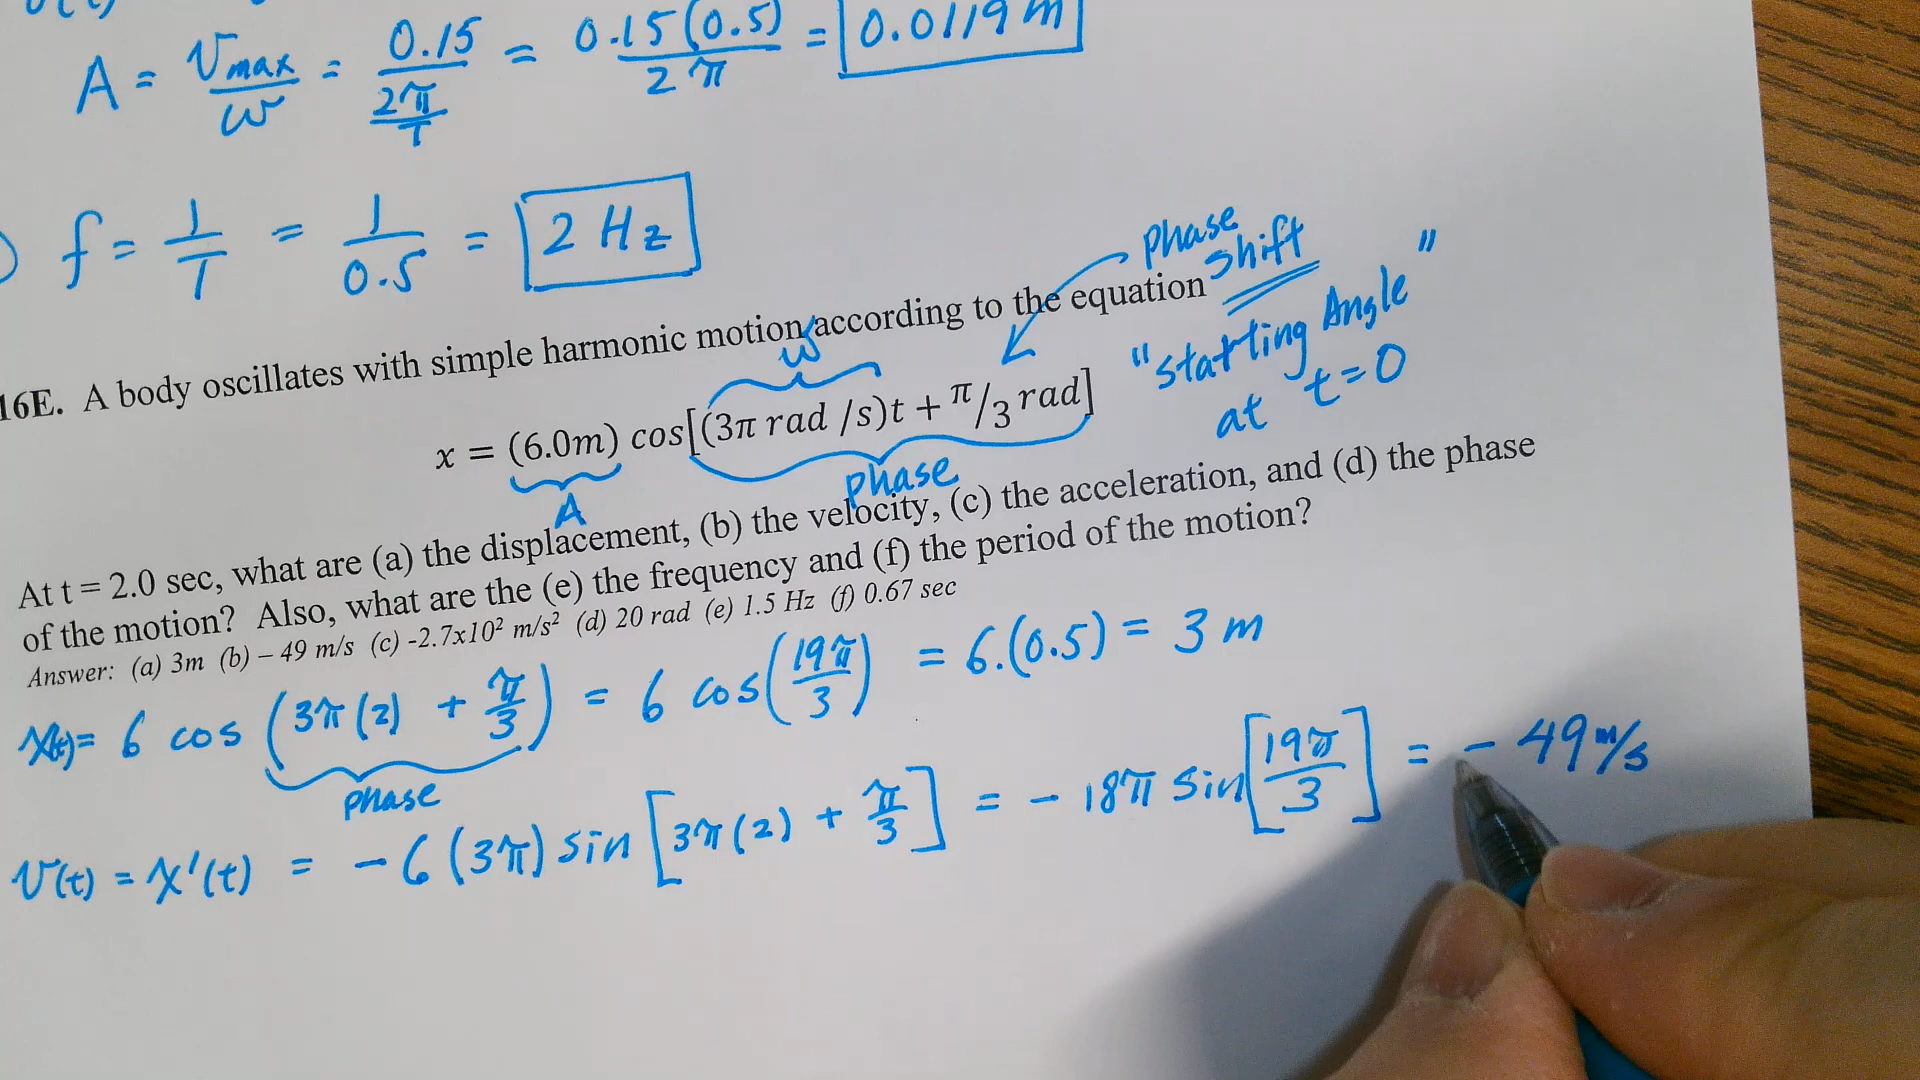 A = Vmax/ω = 0.15/(2π/T) = 0.15(0.5)/2π = 0.0119 m
) f = 1/T = 1/0.5 = 2 Hz
phase shift
"starting Angle" at t=0
16E. A body oscillates with simple harmonic motion according to the equation
ω
x = (6.0m) cos[(3π rad /s)t + π/3 rad]
A
phase
At t = 2.0 sec, what are (a) the displacement, (b) the velocity, (c) the acceleration, and (d) the phase
of the motion? Also, what are the (e) the frequency and (f) the period of the motion?
Answer: (a) 3m (b) – 49 m/s (c) -2.7x10² m/s² (d) 20 rad (e) 1.5 Hz (f) 0.67 sec
x(t)= 6 cos (3π(2) + π/3) = 6 cos(19π/3) = 6.(0.5) = 3 m
phase
v(t) = x'(t) = -6(3π) sin [3π(2) + π/3] = -18π sin[19π/3] = - 49 m/s